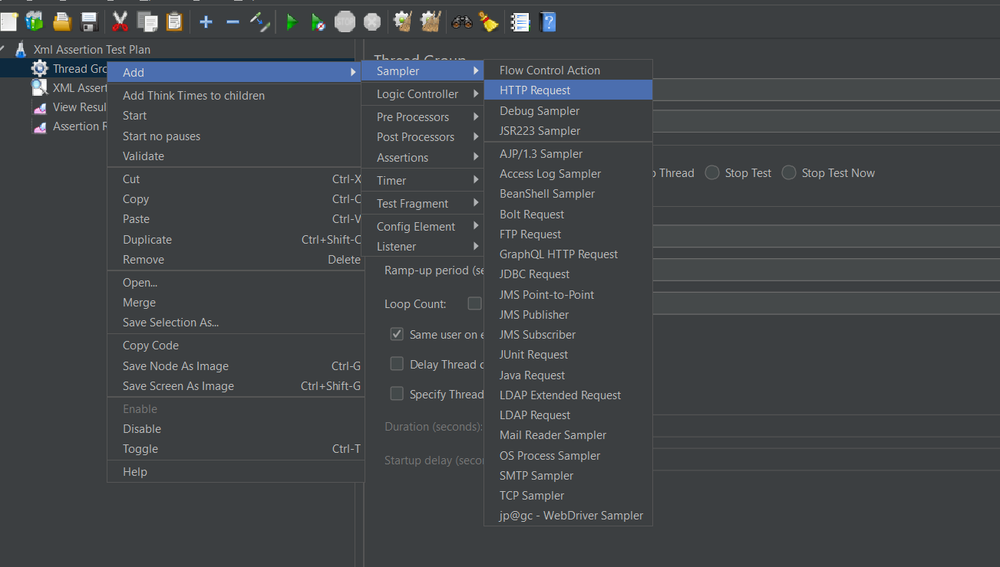 Xml Assertion Test Plan
Thread Gro
XML Assert
View Resul
Assertion R
Add
Add Think Times to children
Start
Start no pauses
Validate
Cut Ctrl-X
Copy Ctrl-C
Paste Ctrl-V
Duplicate Ctrl+Shift-C
Remove Delete
Open...
Merge
Save Selection As...
Copy Code
Save Node As Image Ctrl-G
Save Screen As Image Ctrl+Shift-G
Enable
Disable
Toggle Ctrl-T
Help
Thread Group
Sampler
Logic Controller
Pre Processors
Post Processors
Assertions
Timer
Test Fragment
Config Element
Listener
Flow Control Action
HTTP Request
Debug Sampler
JSR223 Sampler
AJP/1.3 Sampler
Access Log Sampler
BeanShell Sampler
Bolt Request
FTP Request
GraphQL HTTP Request
JDBC Request
JMS Point-to-Point
JMS Publisher
JMS Subscriber
JUnit Request
Java Request
LDAP Extended Request
LDAP Request
Mail Reader Sampler
OS Process Sampler
SMTP Sampler
TCP Sampler
jp@gc - WebDriver Sampler
p Thread Stop Test Stop Test Now
Ramp-up period (se
Loop Count:
Same user on e
Delay Thread c
Specify Thread
Duration (seconds):
Startup delay (secon
STOP
?